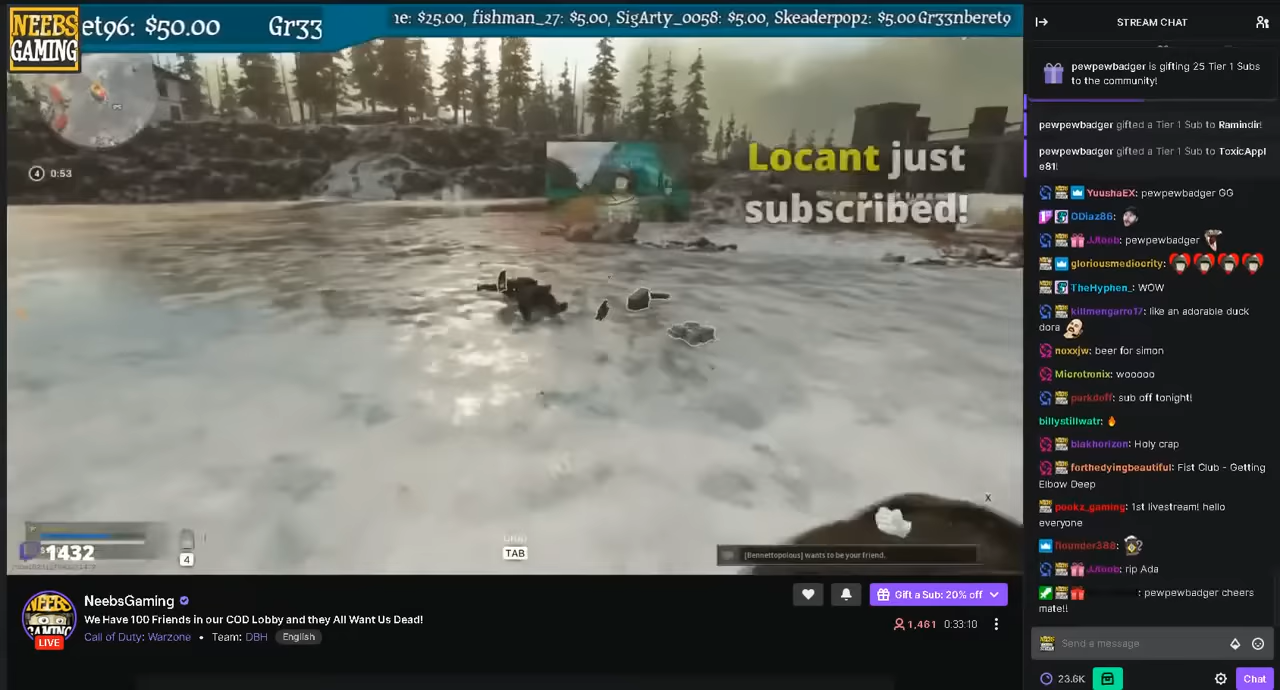 NEEBS
GAMING
et96: $50.00 Gr33
ne: $25.00, fishman_27: $5.00, SigArty_0058: $5.00, Skeaderpop2: $5.00 Gr33nberet9
4 0:53
Locant just
subscribed!
X
1432
4
TAB
[Bennettopolous] wants to be your friend.
NEEBS
GAMING
LIVE
NeebsGaming
We Have 100 Friends in our COD Lobby and they All Want Us Dead!
Call of Duty: Warzone • Team: DBH English
Gift a Sub: 20% off
1,461 0:33:10
STREAM CHAT
pewpewbadger is gifting 25 Tier 1 Subs
to the community!
pewpewbadger gifted a Tier 1 Sub to Ramindir!
pewpewbadger gifted a Tier 1 Sub to ToxicAppl
e81!
YuushaEX: pewpewbadger GG
ODiaz86:
JJfoob: pewpewbadger
gloriousmediocrity:
TheHyphen_: WOW
killmengarro17: like an adorable duck
dora
noxxjw: beer for simon
Microtronix: wooooo
parkdoff: sub off tonight!
billystillwatr:
blakhorizon: Holy crap
forthedyingbeautiful: Fist Club - Getting
Elbow Deep
pookz_gaming: 1st livestream! hello
everyone
flounder388:
JJfoob: rip Ada
: pewpewbadger cheers
mate!!
Send a message
23.6K
Chat